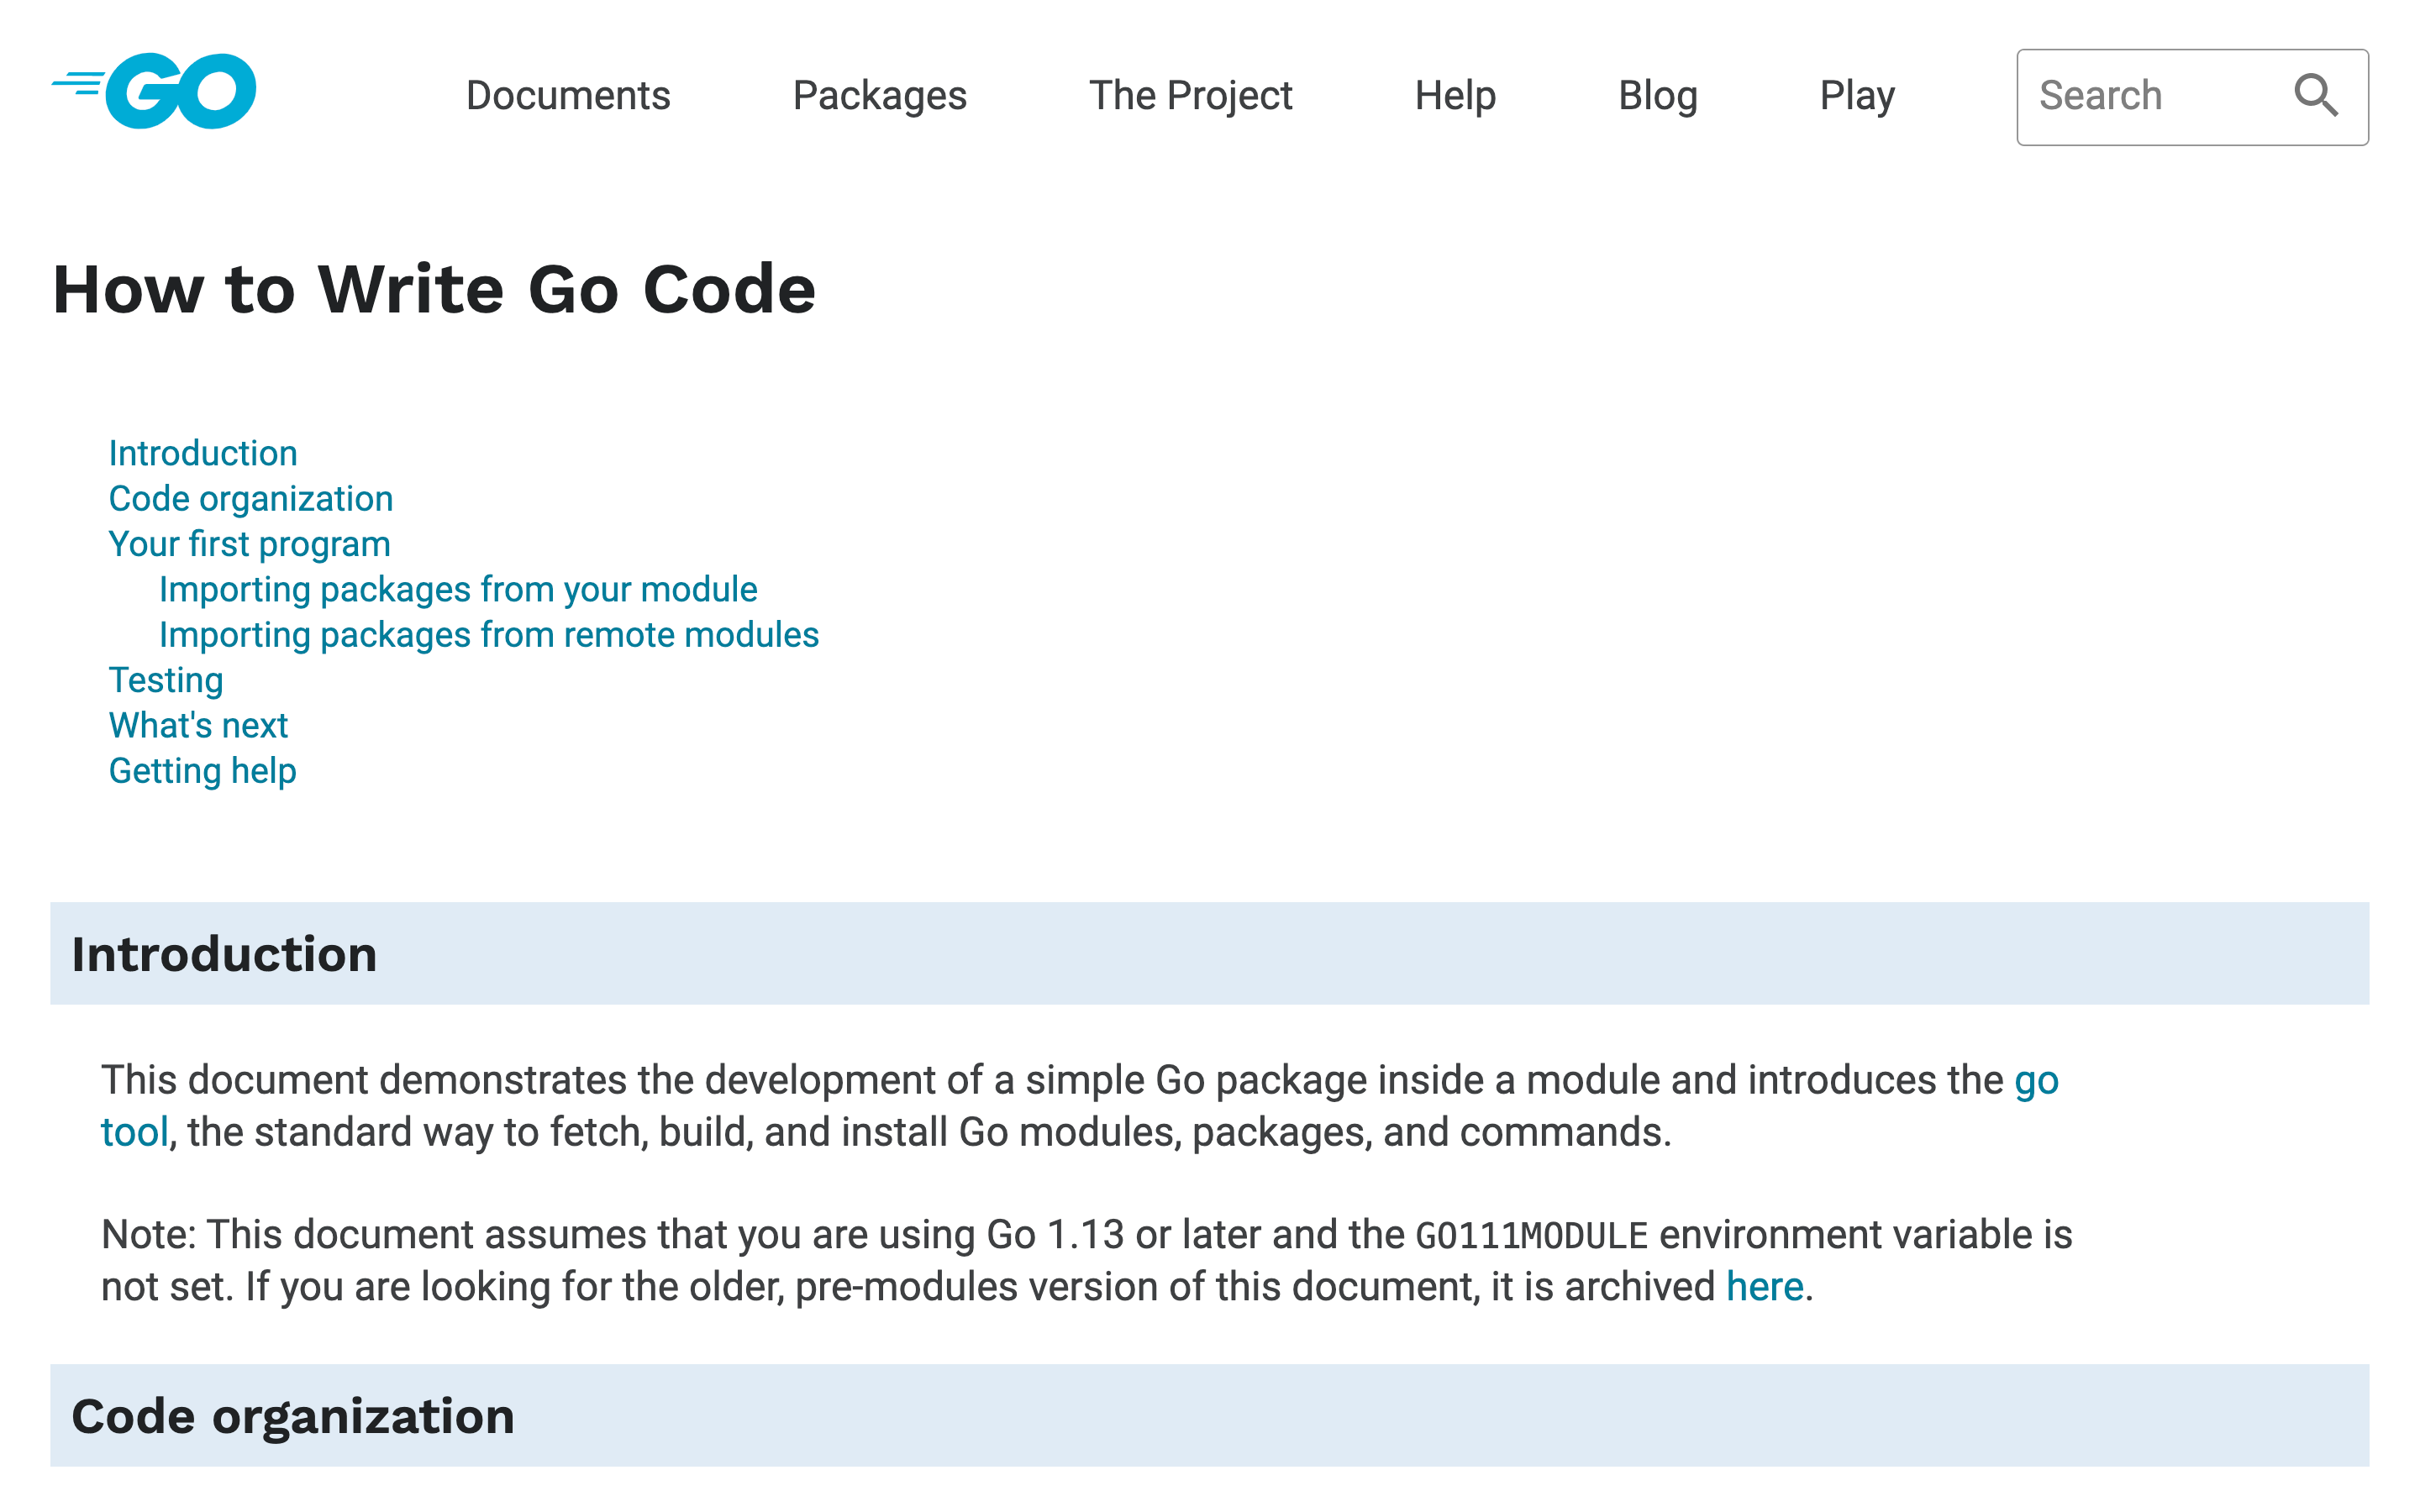 GO
Documents Packages The Project Help Blog Play Search
How to Write Go Code
Introduction
Code organization
Your first program
Importing packages from your module
Importing packages from remote modules
Testing
What's next
Getting help
Introduction
This document demonstrates the development of a simple Go package inside a module and introduces the go
tool, the standard way to fetch, build, and install Go modules, packages, and commands.
Note: This document assumes that you are using Go 1.13 or later and the GO111MODULE environment variable is
not set. If you are looking for the older, pre-modules version of this document, it is archived here.
Code organization